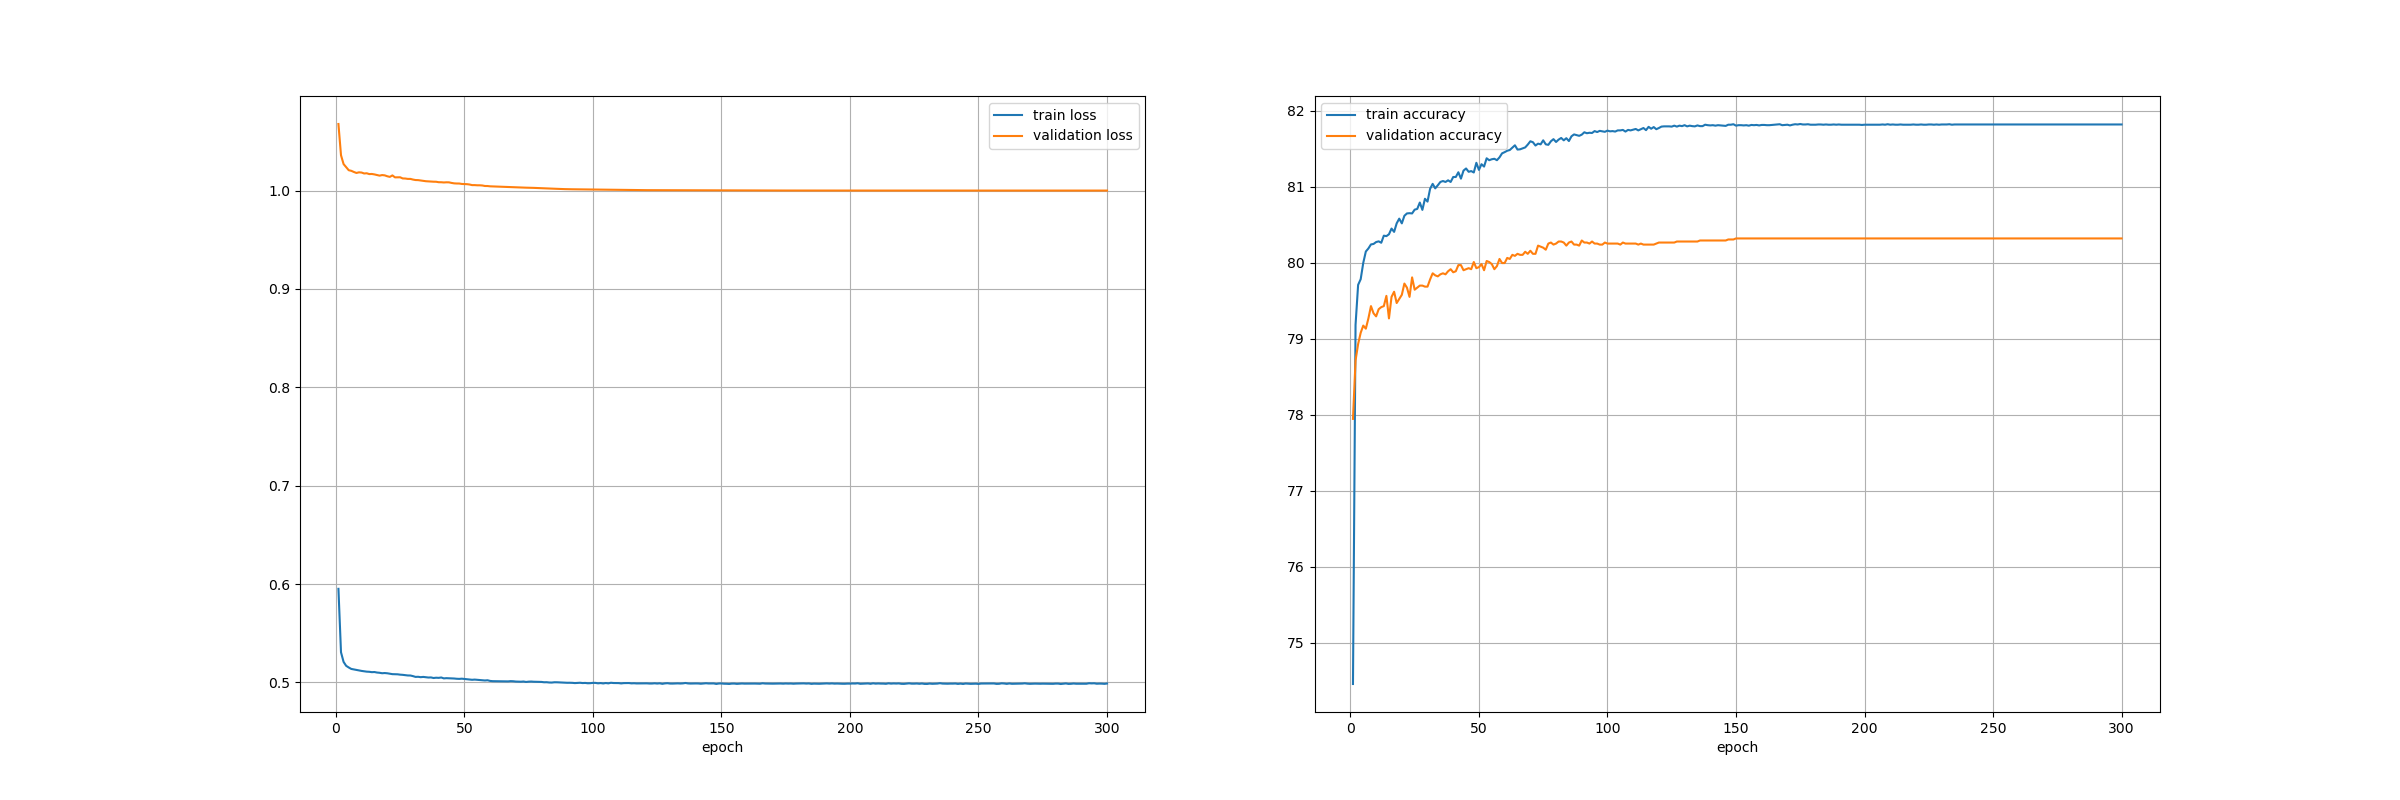 train loss
validation loss
1.0
0.9
0.8
0.7
0.6
0.5
0 50 100 150 200 250 300
epoch
train accuracy
validation accuracy
82
81
80
79
78
77
76
75
0 50 100 150 200 250 300
epoch